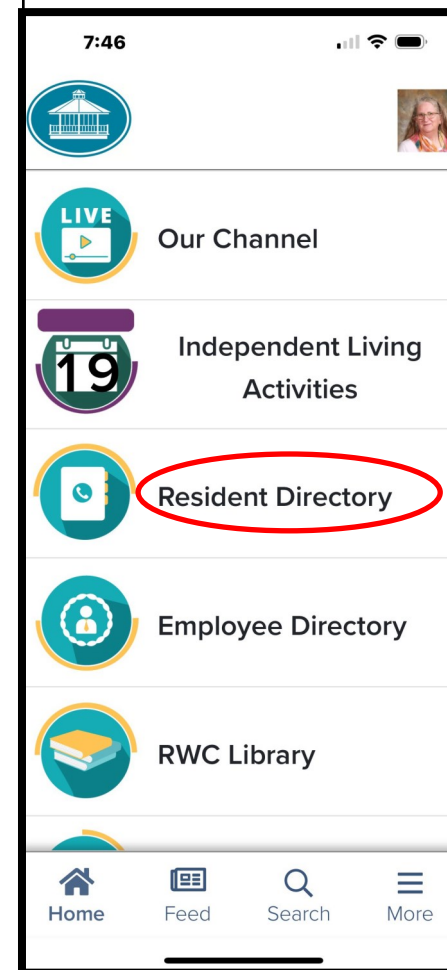 7:46
LIVE
Our Channel
19
Independent Living
Activities
Resident Directory
Employee Directory
RWC Library
Home
Feed
Search
More